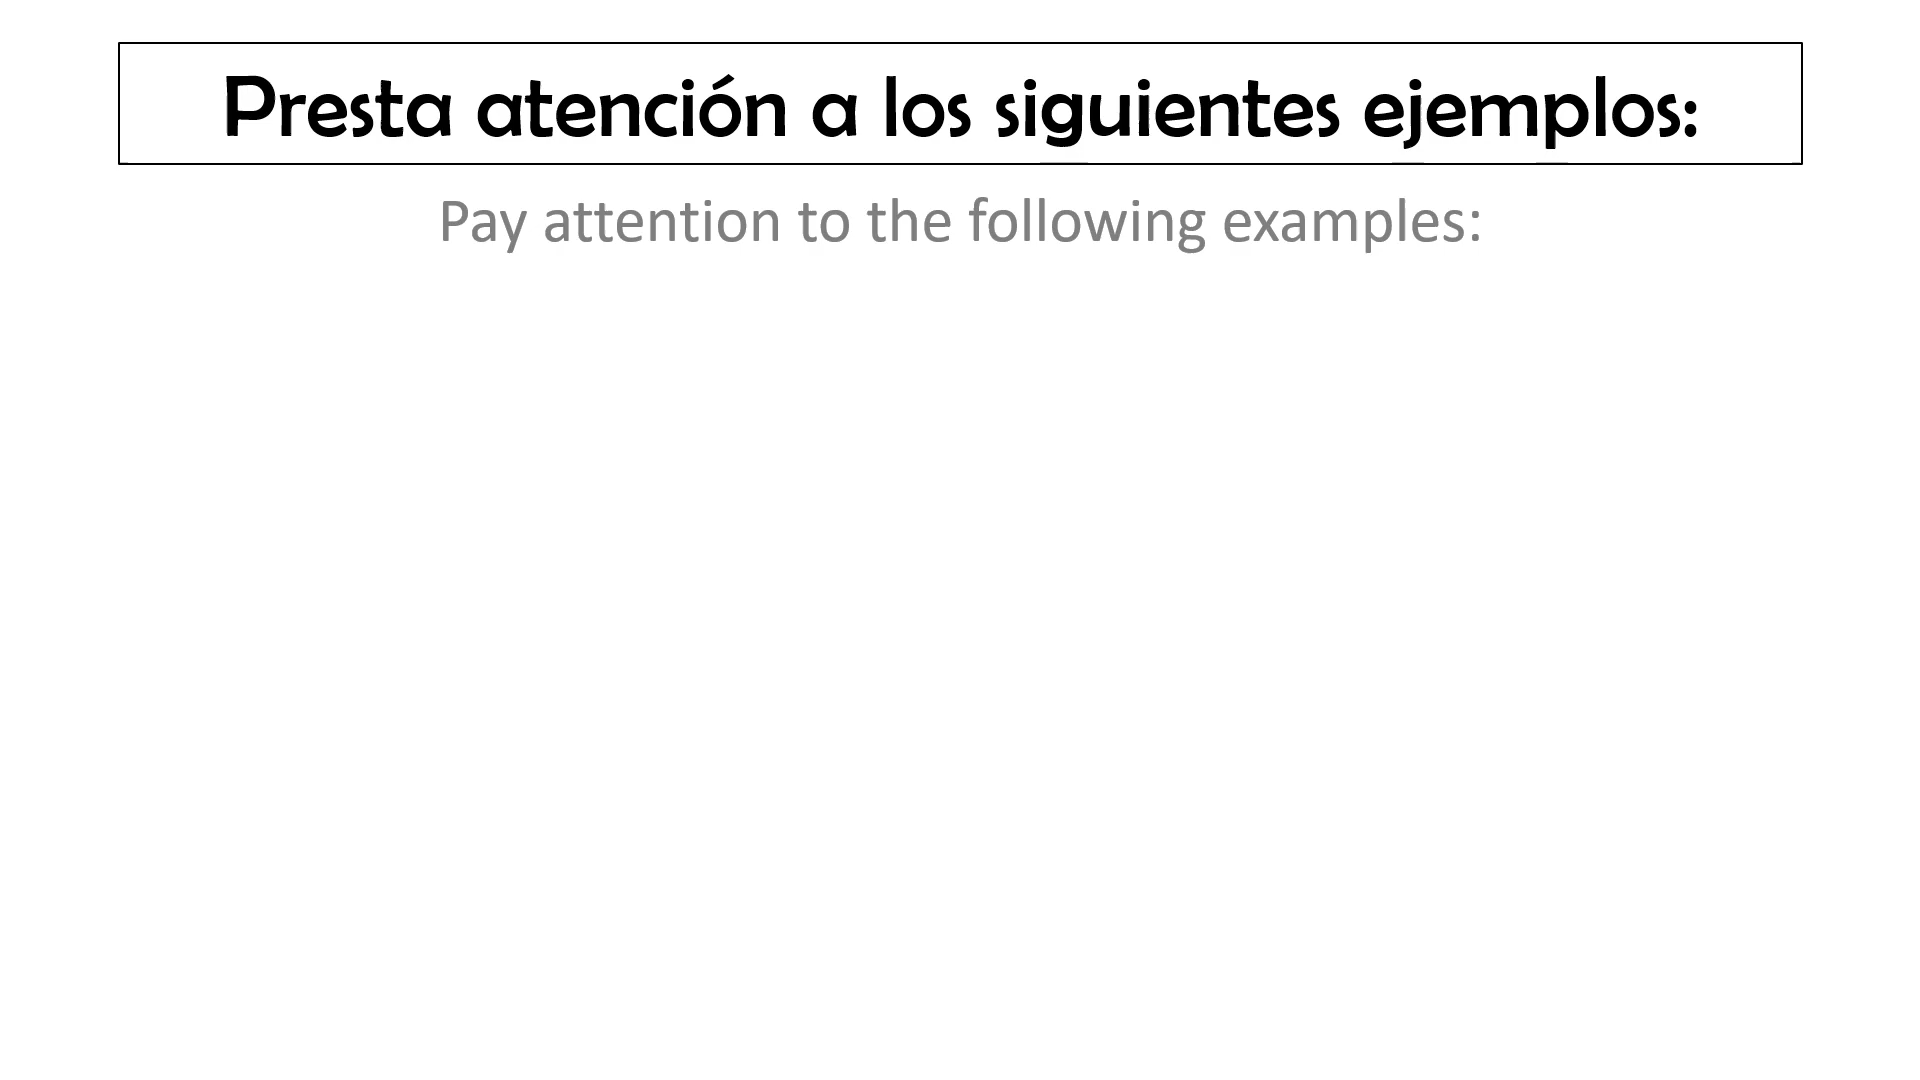 Presta atención a los siguientes ejemplos:
Pay attention to the following examples: